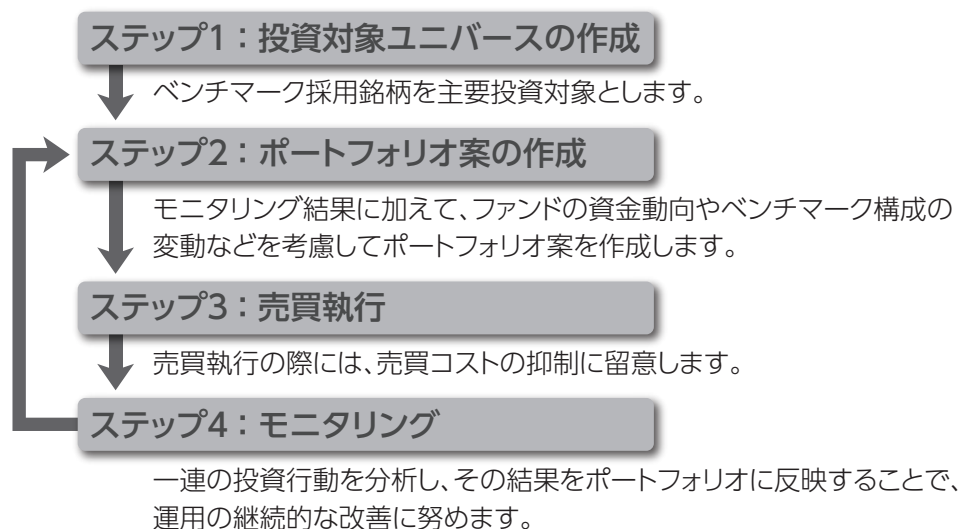 ステップ1：投資対象ユニバースの作成
ベンチマーク採用銘柄を主要投資対象とします。
ステップ2：ポートフォリオ案の作成
モニタリング結果に加えて、ファンドの資金動向やベンチマーク構成の
変動などを考慮してポートフォリオ案を作成します。
ステップ3：売買執行
売買執行の際には、売買コストの抑制に留意します。
ステップ4：モニタリング
一連の投資行動を分析し、その結果をポートフォリオに反映することで、
運用の継続的な改善に努めます。